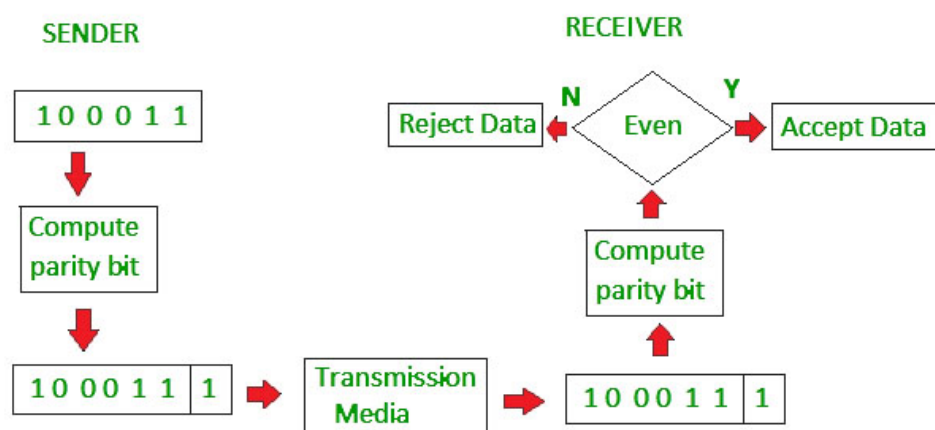 SENDER
1 0 0 0 1 1
Compute
parity bit
1 0 0 0 1 1 1
Transmission
Media
RECEIVER
N
Y
Reject Data
Even
Accept Data
Compute
parity bit
1 0 0 0 1 1 1